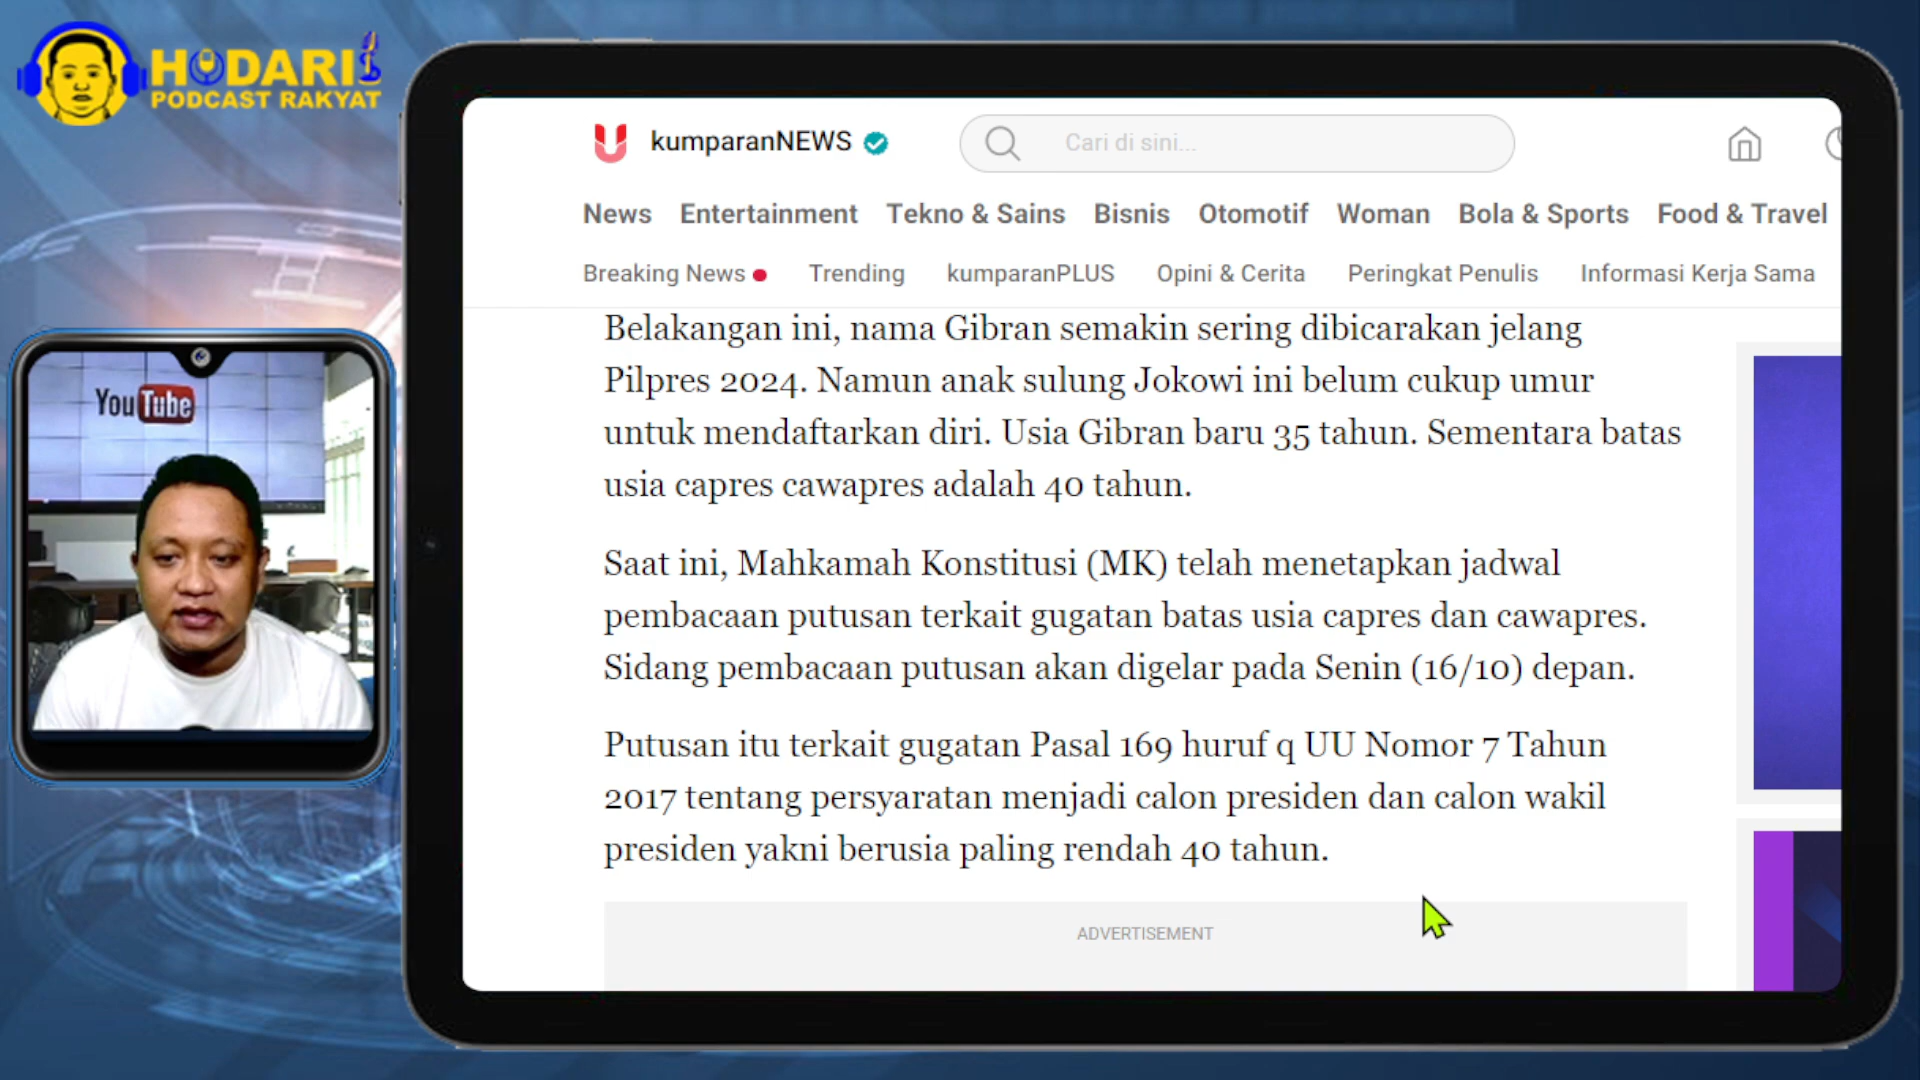 HODARI
PODCAST RAKYAT
YouTube
kumparanNEWS
Cari di sini...
News Entertainment Tekno & Sains Bisnis Otomotif Woman Bola & Sports Food & Travel
Breaking News Trending kumparanPLUS Opini & Cerita Peringkat Penulis Informasi Kerja Sama
Belakangan ini, nama Gibran semakin sering dibicarakan jelang
Pilpres 2024. Namun anak sulung Jokowi ini belum cukup umur
untuk mendaftarkan diri. Usia Gibran baru 35 tahun. Sementara batas
usia capres cawapres adalah 40 tahun.
Saat ini, Mahkamah Konstitusi (MK) telah menetapkan jadwal
pembacaan putusan terkait gugatan batas usia capres dan cawapres.
Sidang pembacaan putusan akan digelar pada Senin (16/10) depan.
Putusan itu terkait gugatan Pasal 169 huruf q UU Nomor 7 Tahun
2017 tentang persyaratan menjadi calon presiden dan calon wakil
presiden yakni berusia paling rendah 40 tahun.
ADVERTISEMENT